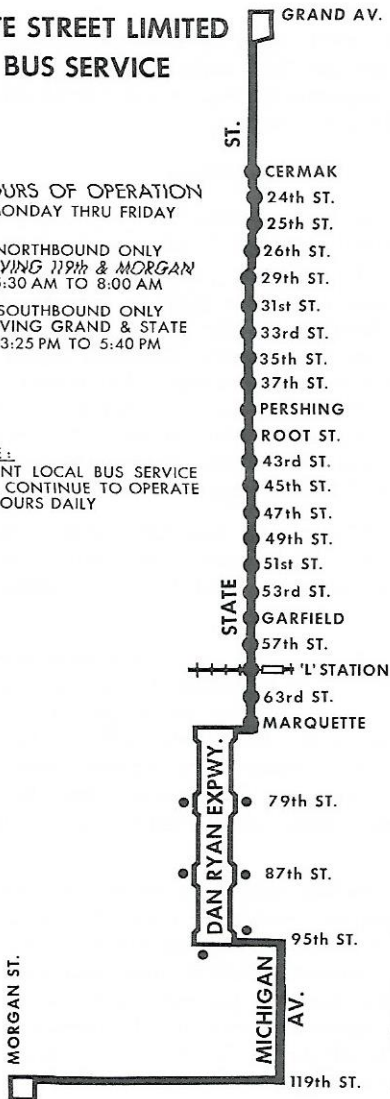 TE STREET LIMITED
BUS SERVICE
OURS OF OPERATION
MONDAY THRU FRIDAY
NORTHBOUND ONLY
VING 119th & MORGAN
:30 AM TO 8:00 AM
SOUTHBOUND ONLY
VING GRAND & STATE
3:25 PM TO 5:40 PM
E:
NT LOCAL BUS SERVICE
CONTINUE TO OPERATE
OURS DAILY
GRAND AV.
ST.
CERMAK
24th ST.
25th ST.
26th ST.
29th ST.
31st ST.
33rd ST.
35th ST.
37th ST.
PERSHING
ROOT ST.
43rd ST.
45th ST.
47th ST.
49th ST.
51st ST.
53rd ST.
STATE
GARFIELD
57th ST.
'L' STATION
63rd ST.
MARQUETTE
DAN RYAN EXPWY.
79th ST.
87th ST.
95th ST.
MICHIGAN
AV.
MORGAN ST.
119th ST.